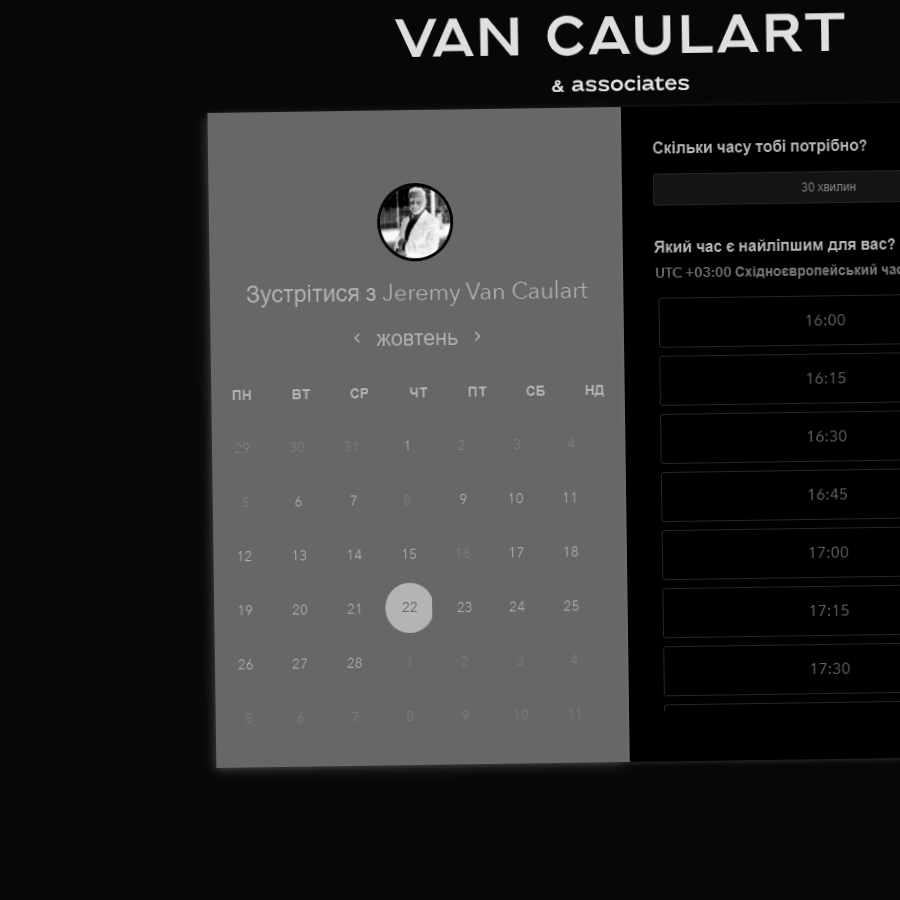 VAN CAULART
& associates
Зустрітися з Jeremy Van Caulart
‹ жовтень ›
ПН ВТ СР ЧТ ПТ СБ НД
29 30 31 1 2 3 4
5 6 7 8 9 10 11
12 13 14 15 16 17 18
19 20 21 22 23 24 25
26 27 28 1 2 3 4
5 6 7 8 9 10 11
Скільки часу тобі потрібно?
30 хвилин
Який час є найліпшим для вас?
UTC +03:00 Східноєвропейський час
16:00
16:15
16:30
16:45
17:00
17:15
17:30